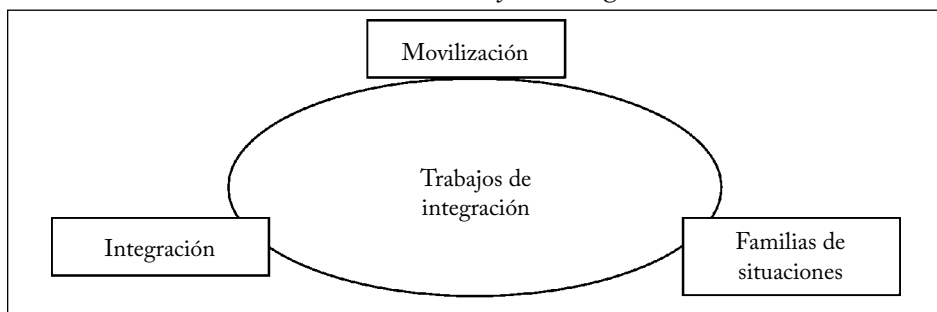 Movilización
Trabajos de
integración
Integración
Familias de
situaciones